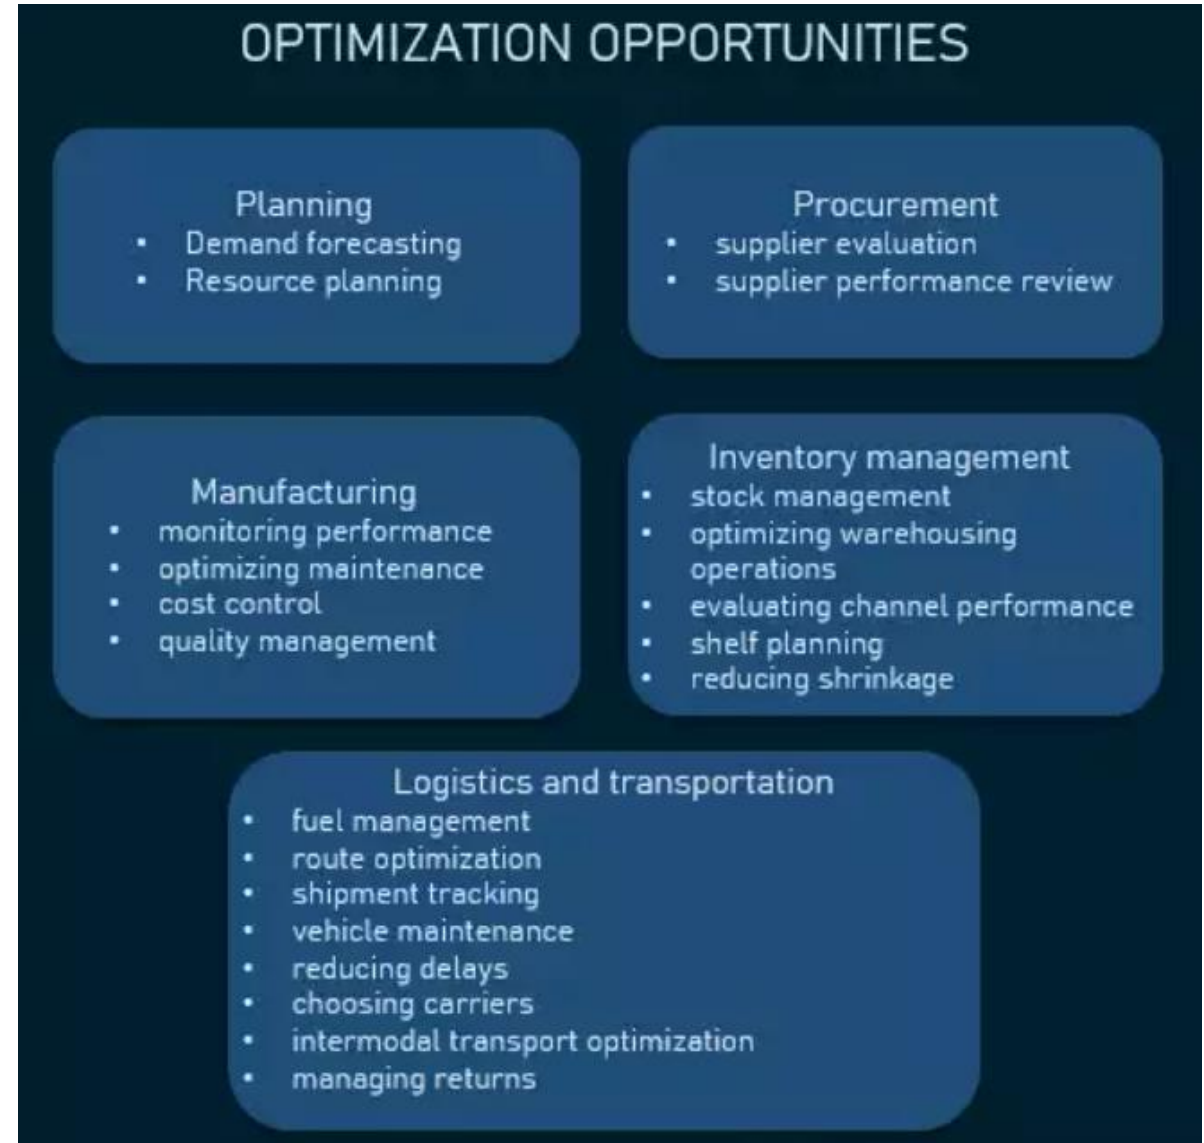 OPTIMIZATION OPPORTUNITIES
Planning
• Demand forecasting
• Resource planning
Procurement
• supplier evaluation
• supplier performance review
Manufacturing
• monitoring performance
• optimizing maintenance
• cost control
• quality management
Inventory management
• stock management
• optimizing warehousing
operations
• evaluating channel performance
• shelf planning
• reducing shrinkage
Logistics and transportation
• fuel management
• route optimization
• shipment tracking
• vehicle maintenance
• reducing delays
• choosing carriers
• intermodal transport optimization
• managing returns